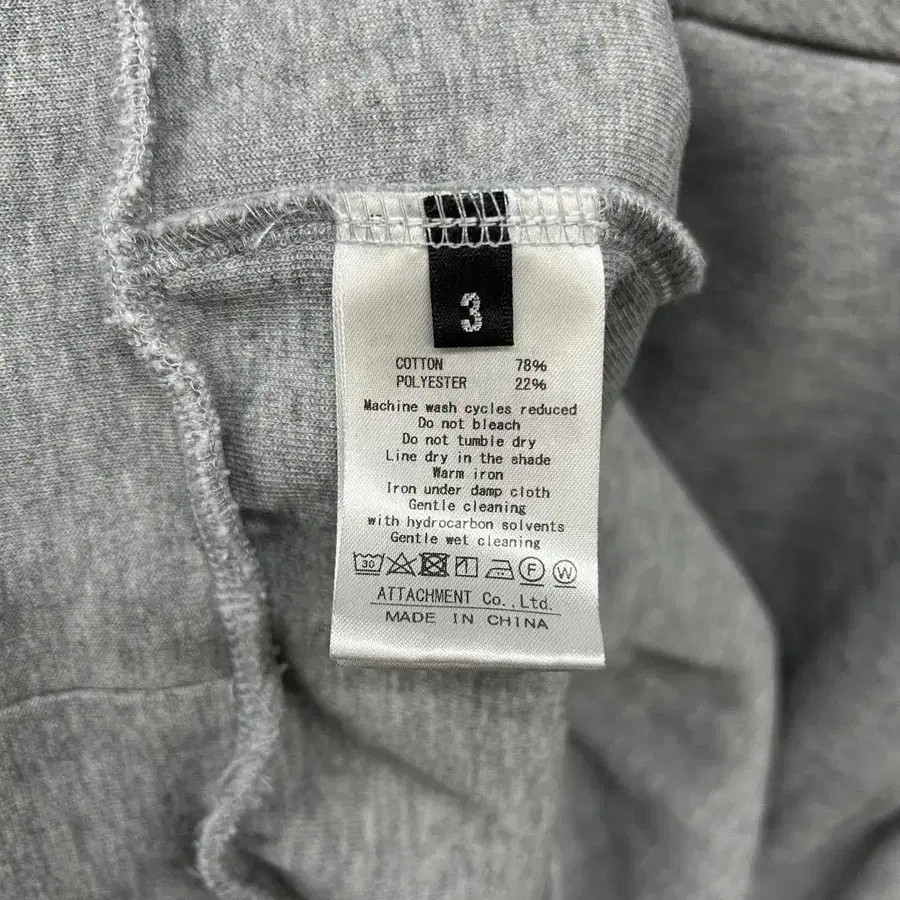 3
COTTON 78%
POLYESTER 22%
Machine wash cycles reduced
Do not bleach
Do not tumble dry
Line dry in the shade
Warm iron
Iron under damp cloth
Gentle cleaning
with hydrocarbon solvents
Gentle wet cleaning
30 F W
ATTACHMENT Co.,Ltd.
MADE IN CHINA